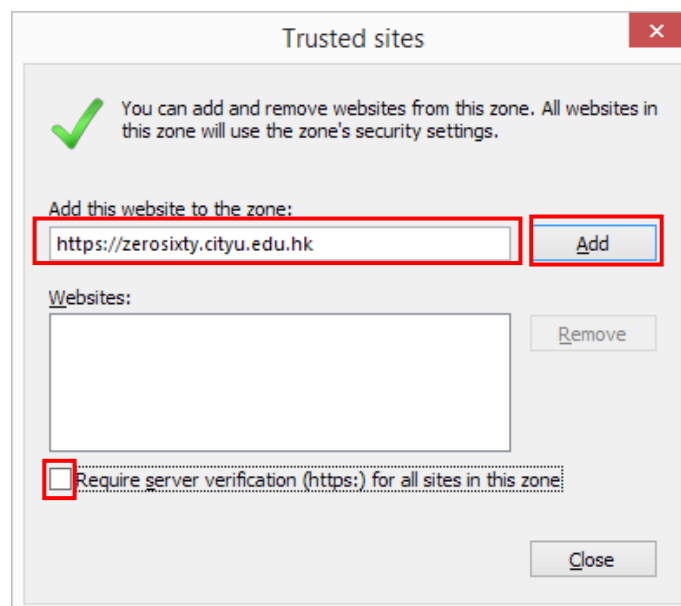 Trusted sites
You can add and remove websites from this zone. All websites in
this zone will use the zone's security settings.
Add this website to the zone:
https://zerosixty.cityu.edu.hk
Add
Websites:
Remove
Require server verification (https:) for all sites in this zone
Close